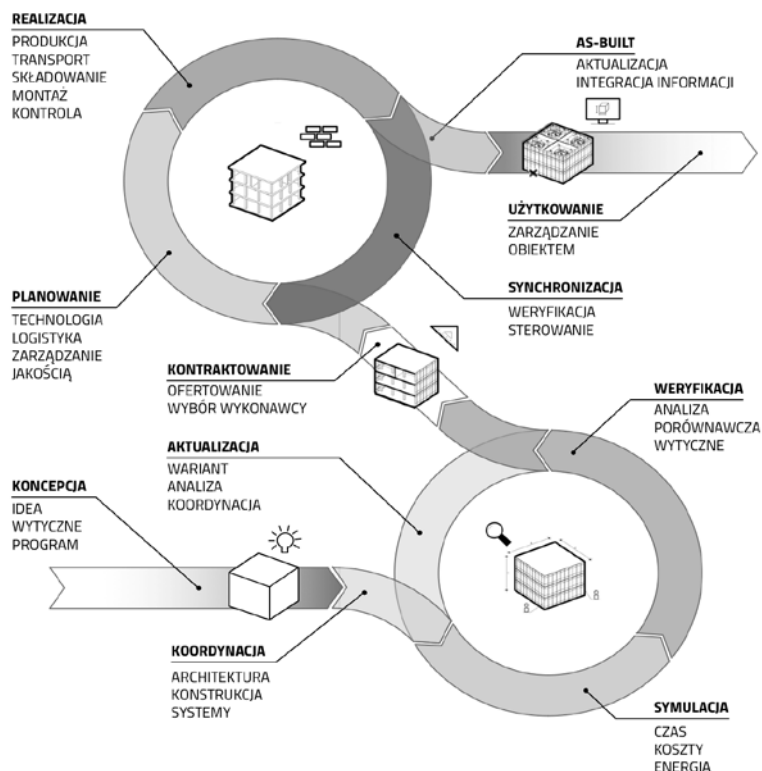 REALIZACJA
PRODUKCJA
TRANSPORT
SKŁADOWANIE
MONTAŻ
KONTROLA
AS-BUILT
AKTUALIZACJA
INTEGRACJA INFORMACJI
UŻYTKOWANIE
ZARZĄDZANIE
OBIEKTEM
SYNCHRONIZACJA
WERYFIKACJA
STEROWANIE
PLANOWANIE
TECHNOLOGIA
LOGISTYKA
ZARZĄDZANIE
JAKOŚCIĄ
KONTRAKTOWANIE
OFERTOWANIE
WYBÓR WYKONAWCY
WERYFIKACJA
ANALIZA
PORÓWNAWCZA
WYTYCZNE
AKTUALIZACJA
WARIANT
ANALIZA
KOORDYNACJA
KONCEPCJA
IDEA
WYTYCZNE
PROGRAM
KOORDYNACJA
ARCHITEKTURA
KONSTRUKCJA
SYSTEMY
SYMULACJA
CZAS
KOSZTY
ENERGIA